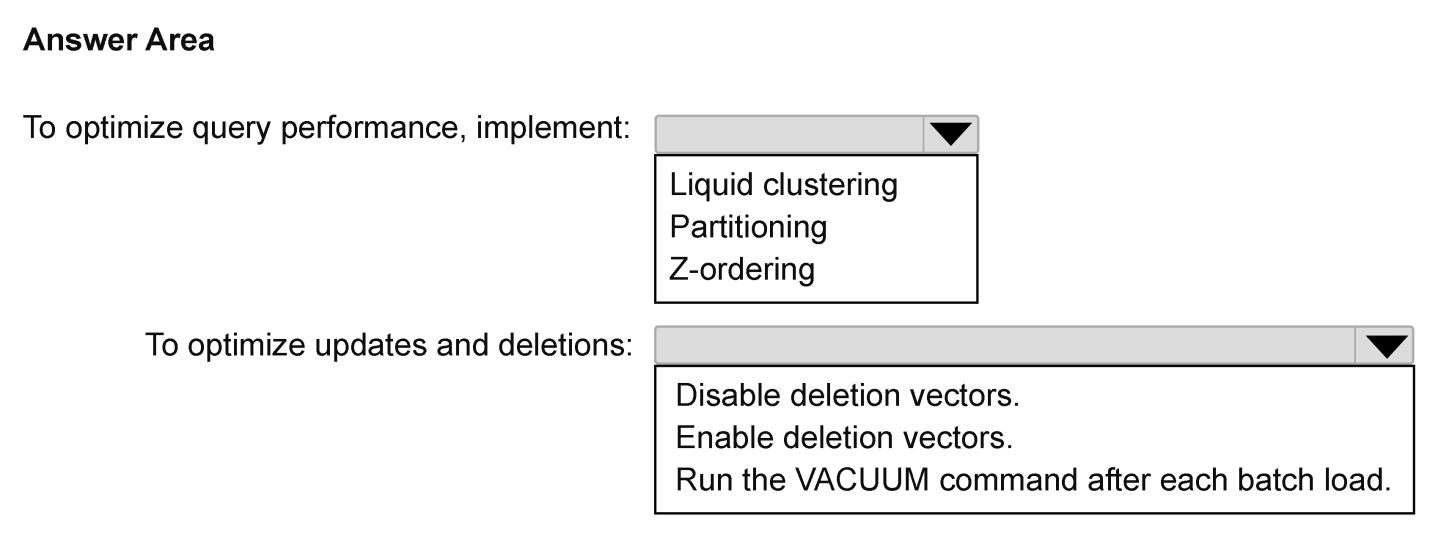 Answer Area
To optimize query performance, implement:
Liquid clustering
Partitioning
Z-ordering
To optimize updates and deletions:
Disable deletion vectors.
Enable deletion vectors.
Run the VACUUM command after each batch load.